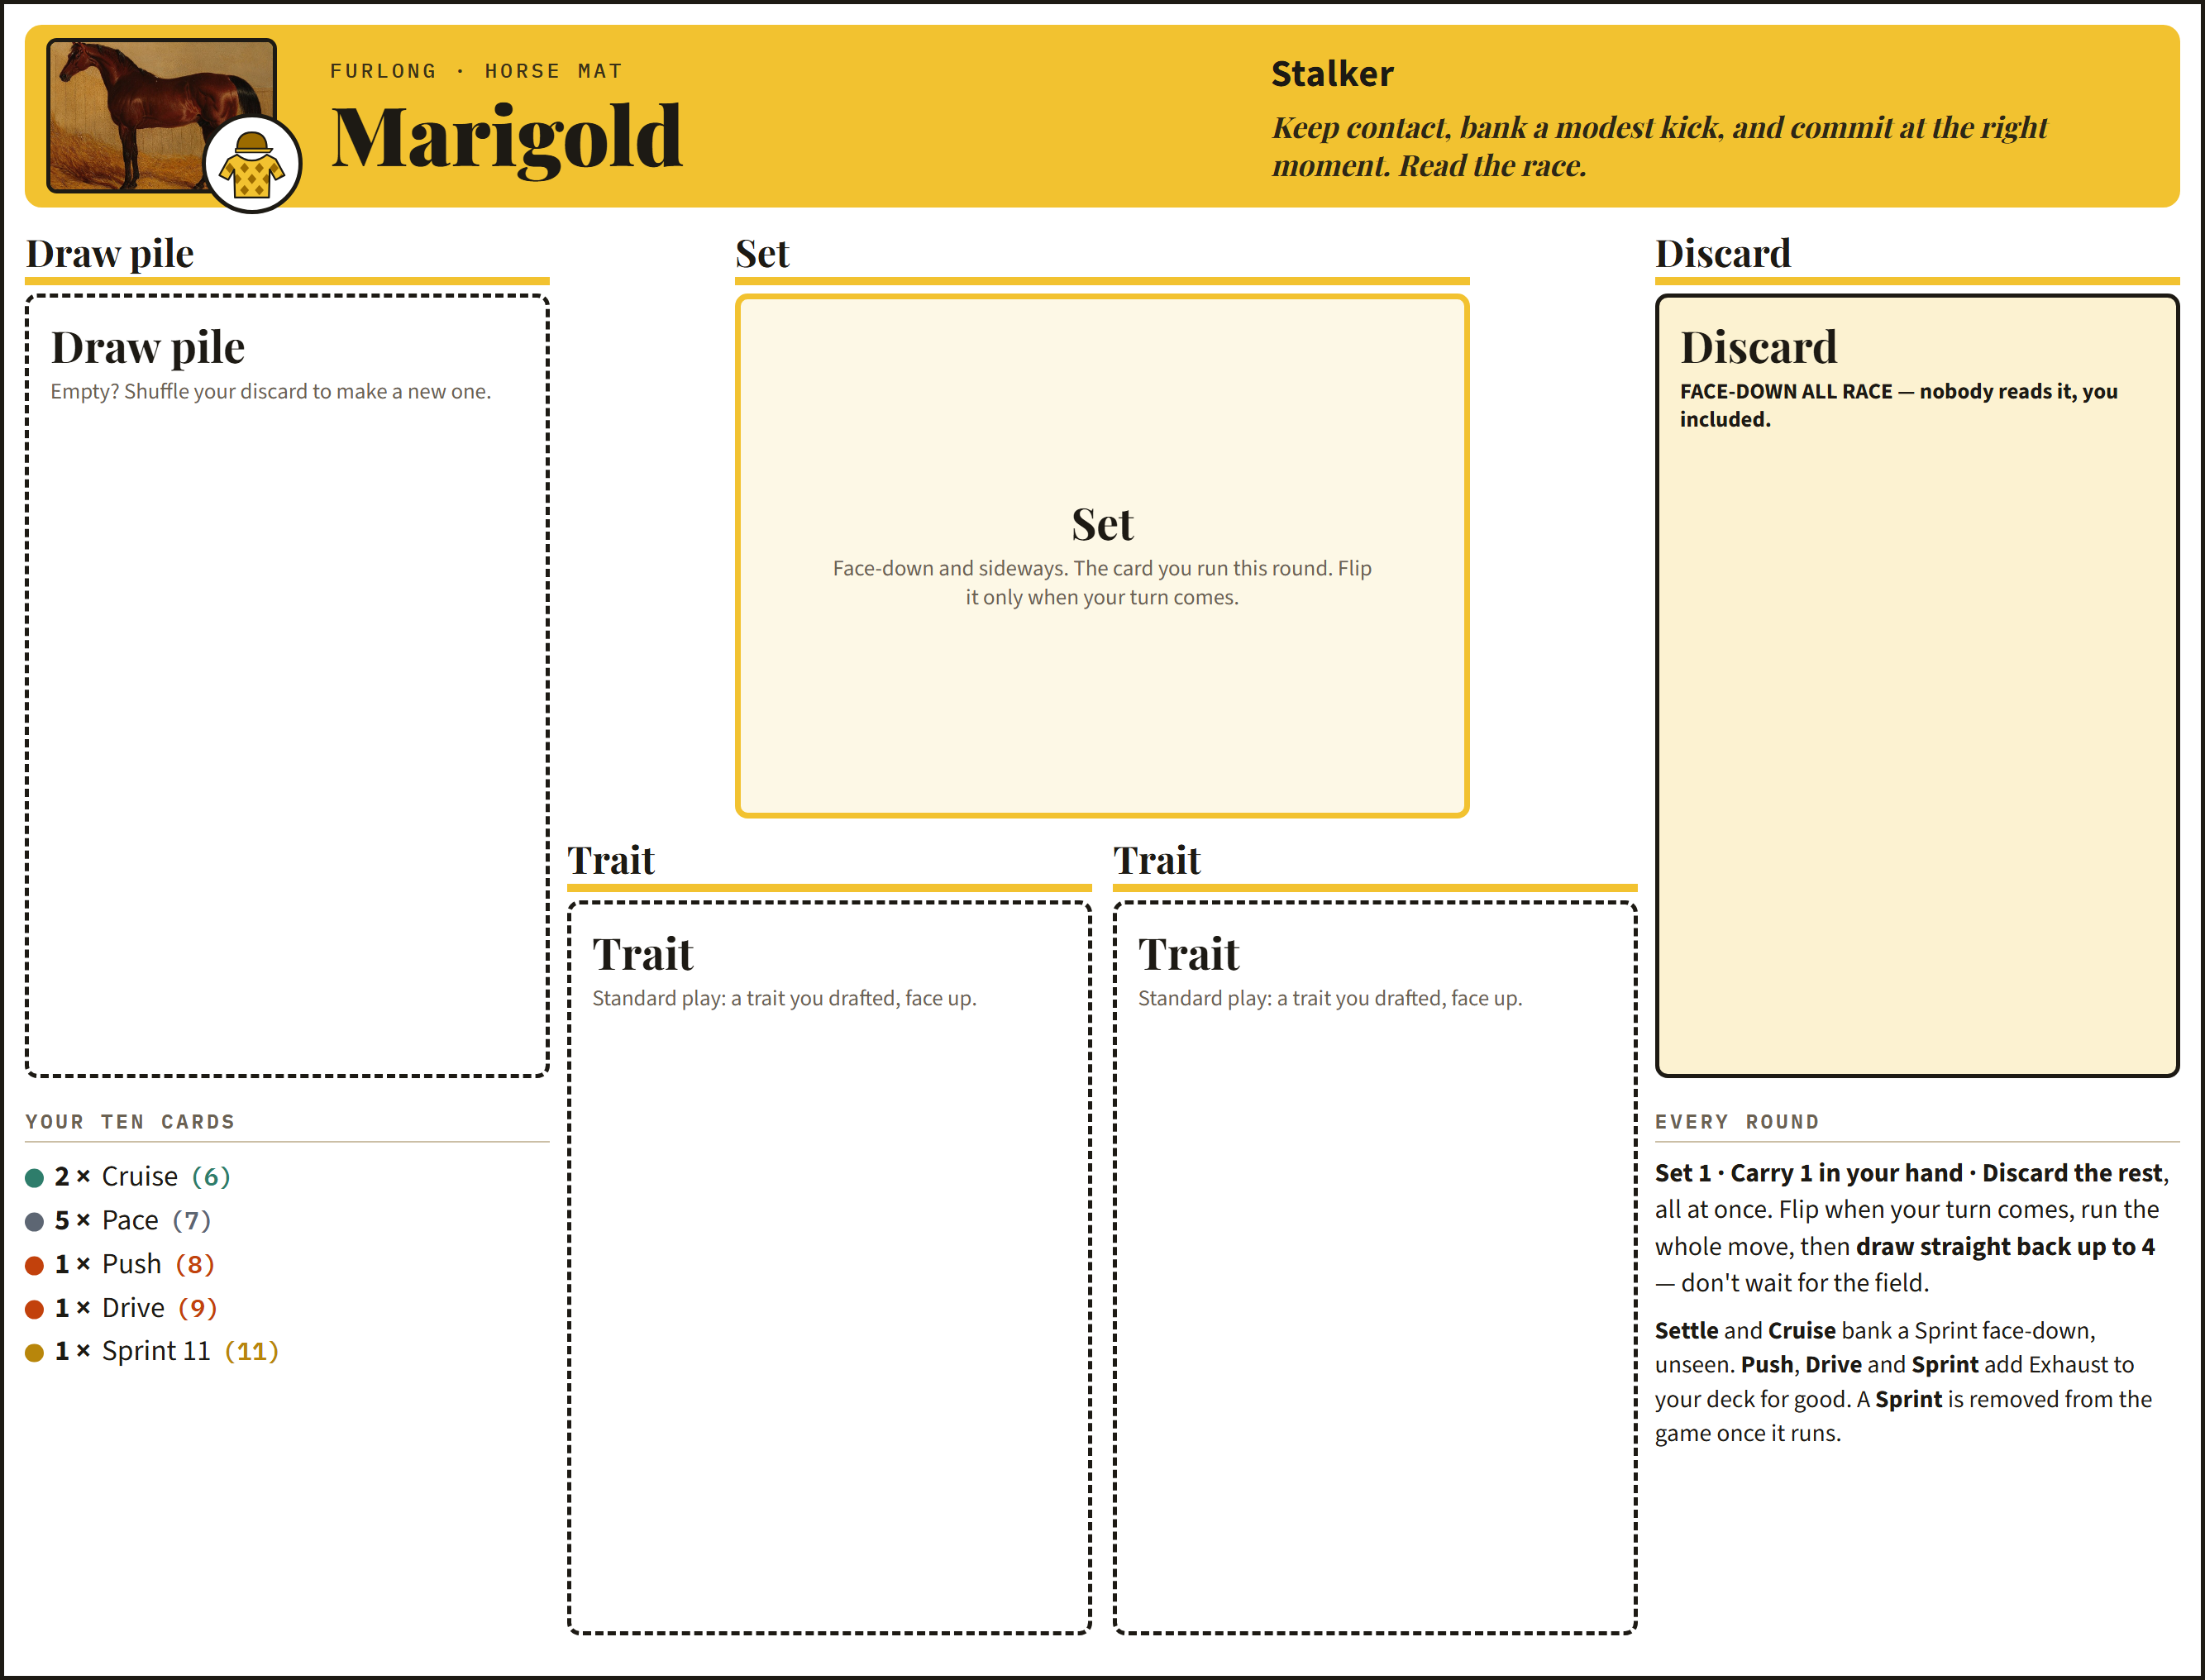 FURLONG · HORSE MAT
Marigold
Stalker
Keep contact, bank a modest kick, and commit at the right
moment. Read the race.
Draw pile
Draw pile
Empty? Shuffle your discard to make a new one.
Set
Set
Face-down and sideways. The card you run this round. Flip
it only when your turn comes.
Discard
Discard
FACE-DOWN ALL RACE — nobody reads it, you
included.
Trait
Trait
Standard play: a trait you drafted, face up.
Trait
Trait
Standard play: a trait you drafted, face up.
YOUR TEN CARDS
2 × Cruise (6)
5 × Pace (7)
1 × Push (8)
1 × Drive (9)
1 × Sprint 11 (11)
EVERY ROUND
Set 1 · Carry 1 in your hand · Discard the rest,
all at once. Flip when your turn comes, run the
whole move, then draw straight back up to 4
— don't wait for the field.
Settle and Cruise bank a Sprint face-down,
unseen. Push, Drive and Sprint add Exhaust to
your deck for good. A Sprint is removed from the
game once it runs.